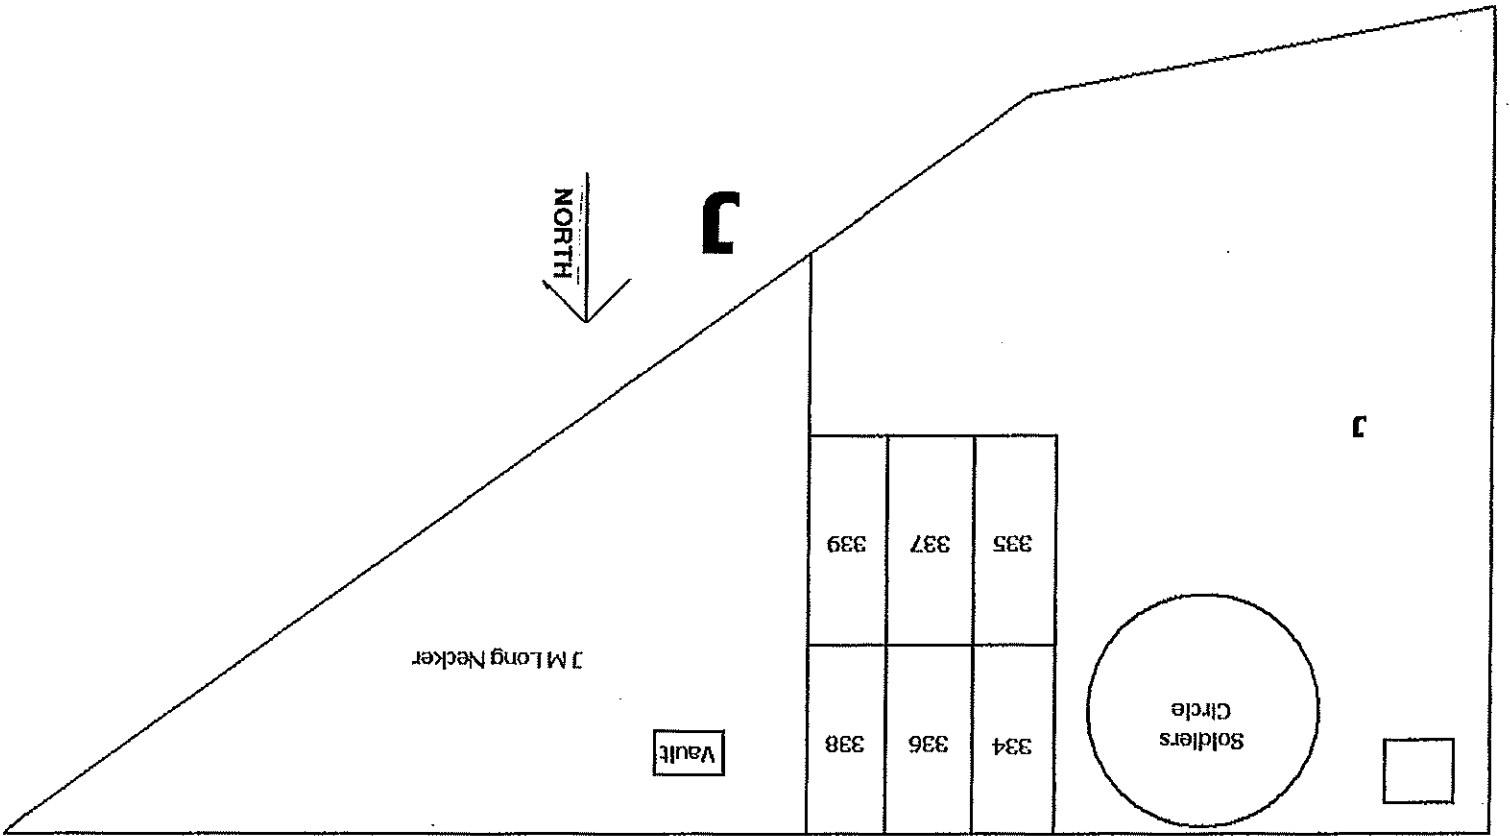 Soldiers
Circle
334
336
338
Vault
J M Long Necker
335
337
339
J
J
NORTH